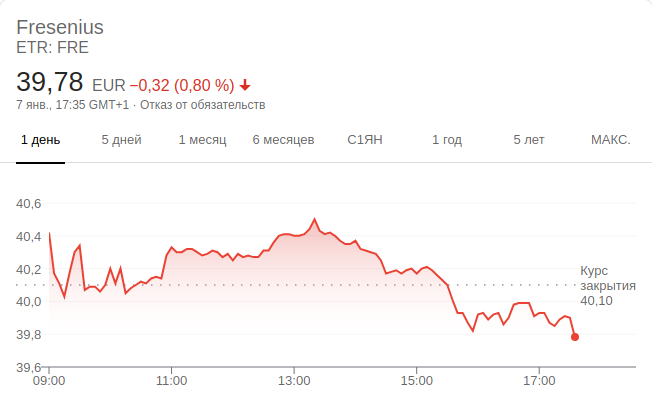 Fresenius
ETR: FRE
39,78 EUR −0,32 (0,80 %)
7 янв., 17:35 GMT+1 · Отказ от обязательств
1 день 5 дней 1 месяц 6 месяцев С1ЯН 1 год 5 лет МАКС.
40,6
40,4
40,2
40,0
39,8
39,6
Курс
закрытия
40,10
09:00 11:00 13:00 15:00 17:00